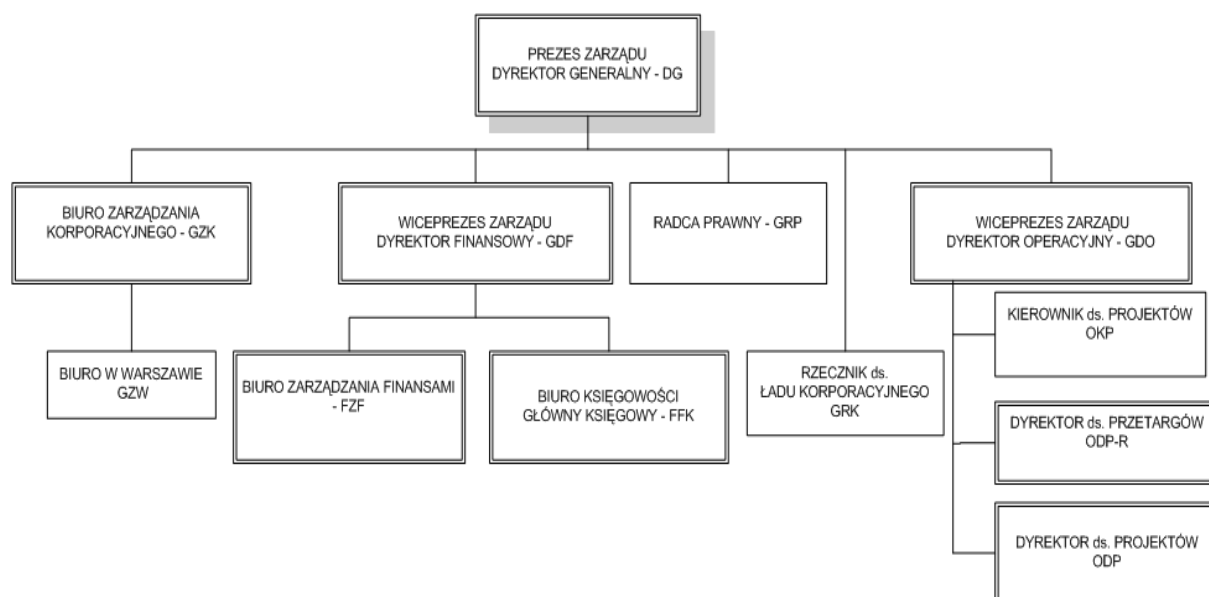 PREZES ZARZĄDU
DYREKTOR GENERALNY - DG
BIURO ZARZĄDZANIA
KORPORACYJNEGO - GZK
WICEPREZES ZARZĄDU
DYREKTOR FINANSOWY - GDF
RADCA PRAWNY - GRP
WICEPREZES ZARZĄDU
DYREKTOR OPERACYJNY - GDO
BIURO W WARSZAWIE
GZW
BIURO ZARZĄDZANIA FINANSAMI
- FZF
BIURO KSIĘGOWOŚCI
GŁÓWNY KSIĘGOWY - FFK
RZECZNIK ds.
ŁADU KORPORACYJNEGO
GRK
KIEROWNIK ds. PROJEKTÓW
OKP
DYREKTOR ds. PRZETARGÓW
ODP-R
DYREKTOR ds. PROJEKTÓW
ODP